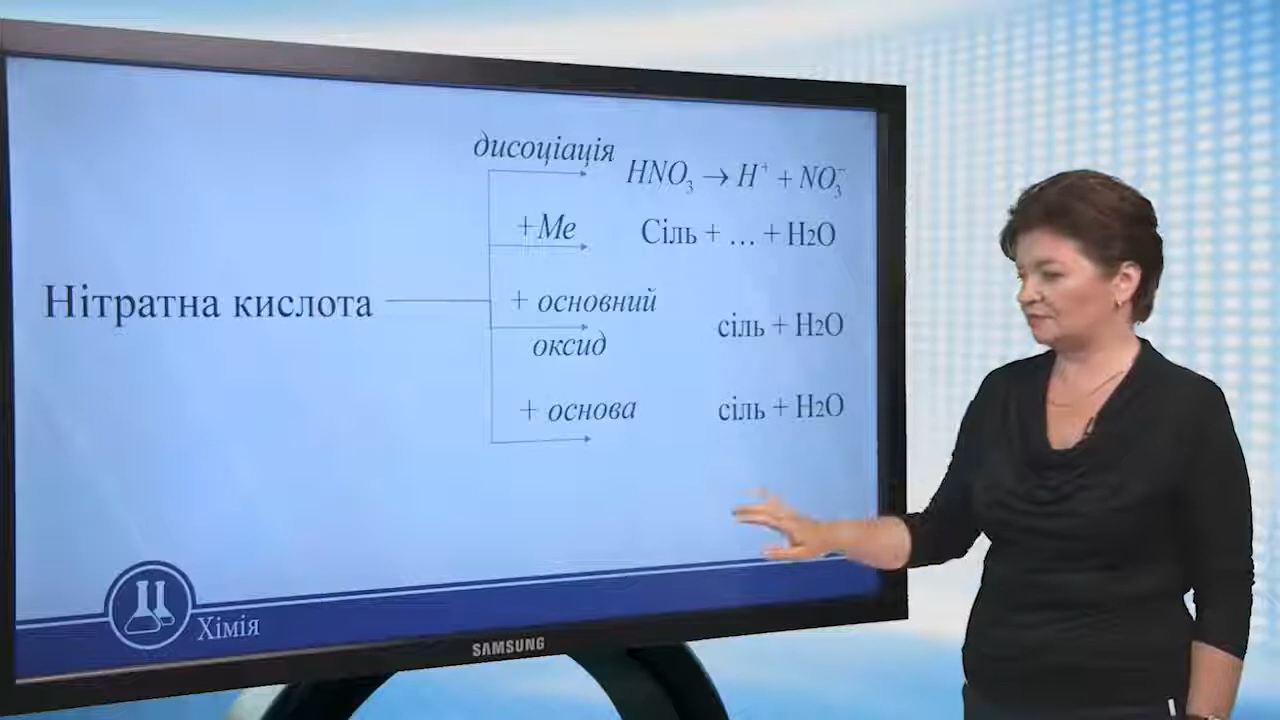 дисоціація HNO₃ → H⁺ + NO₃⁻
+Me Сіль + … + H2O
Нітратна кислота
+ основний оксид сіль + H2O
+ основа сіль + H2O
Хімія
SAMSUNG